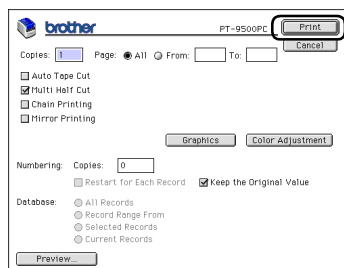 brother PT-9500PC Print
Cancel
Copies: 1 Page: All From: To:
Auto Tape Cut
Multi Half Cut
Chain Printing
Mirror Printing
Graphics Color Adjustment
Numbering: Copies: 0
Restart for Each Record Keep the Original Value
Database: All Records
Record Range From
Selected Records
Current Records
Preview...